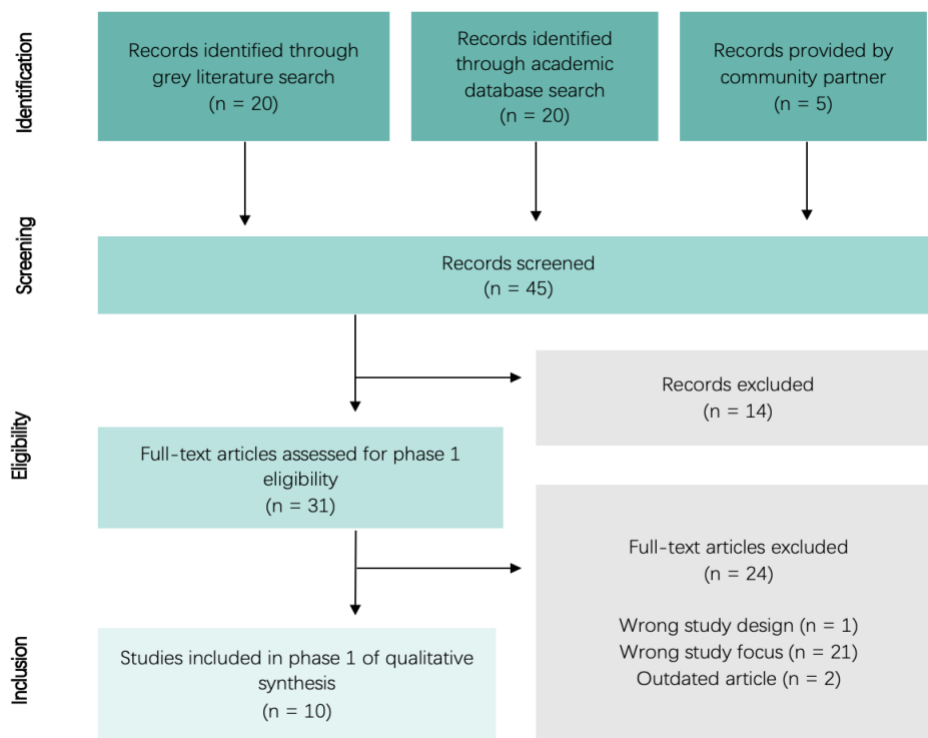 Identification
Records identified through
grey literature search
(n = 20)
Records identified
through academic
database search
(n = 20)
Records provided by
community partner
(n = 5)
Screening
Records screened
(n = 45)
Records excluded
(n = 14)
Eligibility
Full-text articles assessed for phase 1
eligibility
(n = 31)
Full-text articles excluded
(n = 24)
Wrong study design (n = 1)
Wrong study focus (n = 21)
Outdated article (n = 2)
Inclusion
Studies included in phase 1 of qualitative
synthesis
(n = 10)